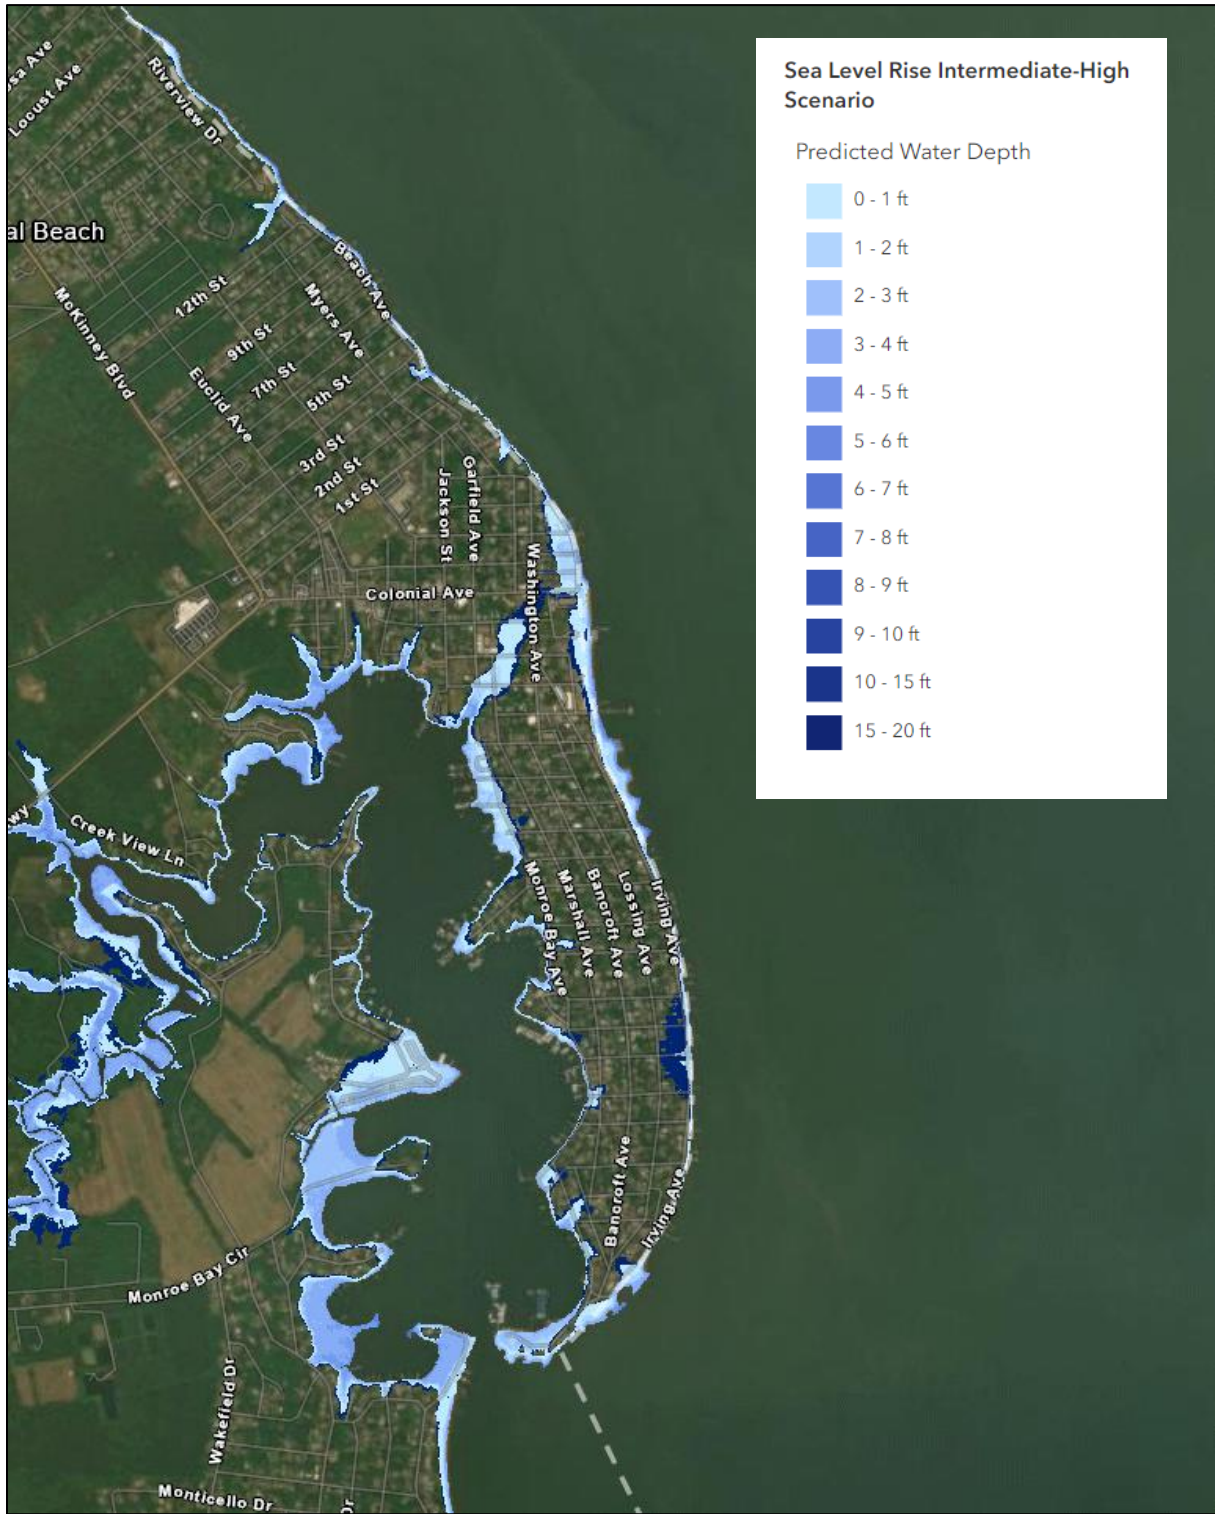 Sea Level Rise Intermediate-High
Scenario
Predicted Water Depth
0 - 1 ft
1 - 2 ft
2 - 3 ft
3 - 4 ft
4 - 5 ft
5 - 6 ft
6 - 7 ft
7 - 8 ft
8 - 9 ft
9 - 10 ft
10 - 15 ft
15 - 20 ft
osa Ave
Locust Ave
Riverview Dr
al Beach
Beach Ave
12th St
Myers Ave
McKinney Blvd
9th St
7th St
Euclid Ave
5th St
3rd St
2nd St
1st St
Garfield Ave
Jackson St
Washington Ave
Colonial Ave
wy
Creek View Ln
Monroe Bay Ave
Marshall Ave
Bancroft Ave
Lossing Ave
Irving Ave
Bancroft Ave
Irving Ave
Monroe Bay Cir
Wakefield Dr
Monticello Dr
Dr